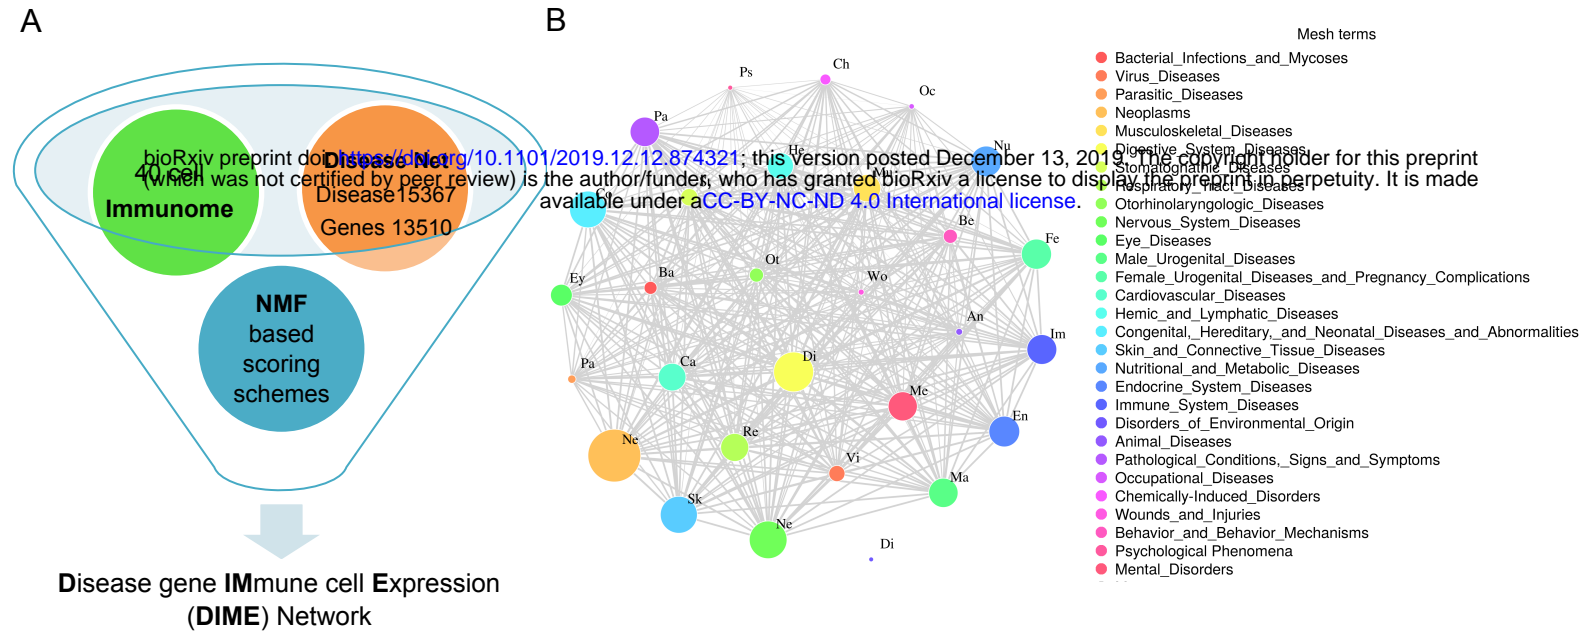 A
B
40 cell
Immunome
Disease Net
Disease15367
Genes 13510
NMF
based
scoring
schemes
Disease gene IMmune cell Expression
(DIME) Network
bioRxiv preprint doi: https://doi.org/10.1101/2019.12.12.874321; this version posted December 13, 2019. The copyright holder for this preprint
(which was not certified by peer review) is the author/funder, who has granted bioRxiv a license to display the preprint in perpetuity. It is made
available under aCC-BY-NC-ND 4.0 International license.
Ps
Ch
Oc
Pa
He
Nu
Mu
Co
Be
Fe
Ot
Ey
Ba
Wo
An
Im
Pa
Ca
Di
Me
En
Ne
Re
Vi
Ma
Sk
Ne
Di
Mesh terms
Bacterial_Infections_and_Mycoses
Virus_Diseases
Parasitic_Diseases
Neoplasms
Musculoskeletal_Diseases
Digestive_System_Diseases
Stomatognathic_Diseases
Respiratory_Tract_Diseases
Otorhinolaryngologic_Diseases
Nervous_System_Diseases
Eye_Diseases
Male_Urogenital_Diseases
Female_Urogenital_Diseases_and_Pregnancy_Complications
Cardiovascular_Diseases
Hemic_and_Lymphatic_Diseases
Congenital,_Hereditary,_and_Neonatal_Diseases_and_Abnormalities
Skin_and_Connective_Tissue_Diseases
Nutritional_and_Metabolic_Diseases
Endocrine_System_Diseases
Immune_System_Diseases
Disorders_of_Environmental_Origin
Animal_Diseases
Pathological_Conditions,_Signs_and_Symptoms
Occupational_Diseases
Chemically-Induced_Disorders
Wounds_and_Injuries
Behavior_and_Behavior_Mechanisms
Psychological Phenomena
Mental_Disorders